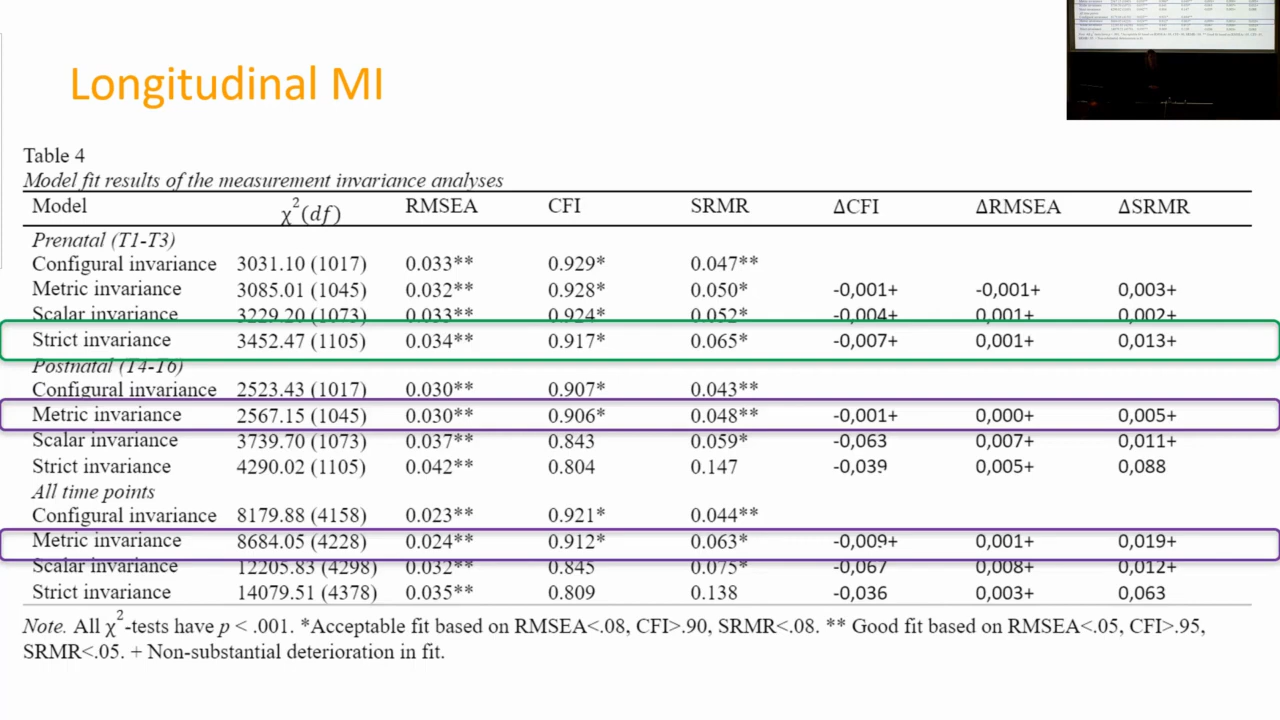 Longitudinal MI
Table 4
Model fit results of the measurement invariance analyses
Model χ²(df) RMSEA CFI SRMR ΔCFI ΔRMSEA ΔSRMR
Prenatal (T1-T3)
Configural invariance 3031.10 (1017) 0.033** 0.929* 0.047**
Metric invariance 3085.01 (1045) 0.032** 0.928* 0.050* -0,001+ -0,001+ 0,003+
Scalar invariance 3229.20 (1073) 0.033** 0.924* 0.052* -0,004+ 0,001+ 0,002+
Strict invariance 3452.47 (1105) 0.034** 0.917* 0.065* -0,007+ 0,001+ 0,013+
Postnatal (T4-T6)
Configural invariance 2523.43 (1017) 0.030** 0.907* 0.043**
Metric invariance 2567.15 (1045) 0.030** 0.906* 0.048** -0,001+ 0,000+ 0,005+
Scalar invariance 3739.70 (1073) 0.037** 0.843 0.059* -0,063 0,007+ 0,011+
Strict invariance 4290.02 (1105) 0.042** 0.804 0.147 -0,039 0,005+ 0,088
All time points
Configural invariance 8179.88 (4158) 0.023** 0.921* 0.044**
Metric invariance 8684.05 (4228) 0.024** 0.912* 0.063* -0,009+ 0,001+ 0,019+
Scalar invariance 12205.83 (4298) 0.032** 0.845 0.075* -0,067 0,008+ 0,012+
Strict invariance 14079.51 (4378) 0.035** 0.809 0.138 -0,036 0,003+ 0,063
Note. All χ²-tests have p < .001. *Acceptable fit based on RMSEA<.08, CFI>.90, SRMR<.08. ** Good fit based on RMSEA<.05, CFI>.95,
SRMR<.05. + Non-substantial deterioration in fit.